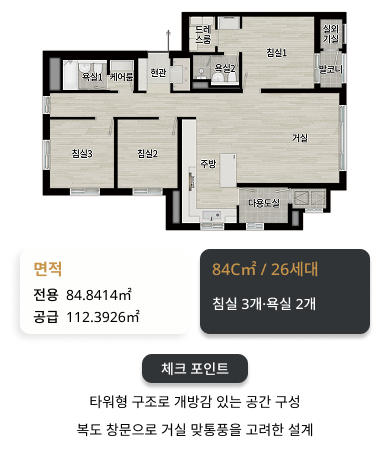 드레
스룸
실외
기실
침실1
욕실1
케어룸
현관
욕실2
발코니
거실
침실3
침실2
주방
다용도실
면적
전용 84.8414㎡
공급 112.3926㎡
84C㎡ / 26세대
침실 3개·욕실 2개
체크 포인트
타워형 구조로 개방감 있는 공간 구성
복도 창문으로 거실 맞통풍을 고려한 설계